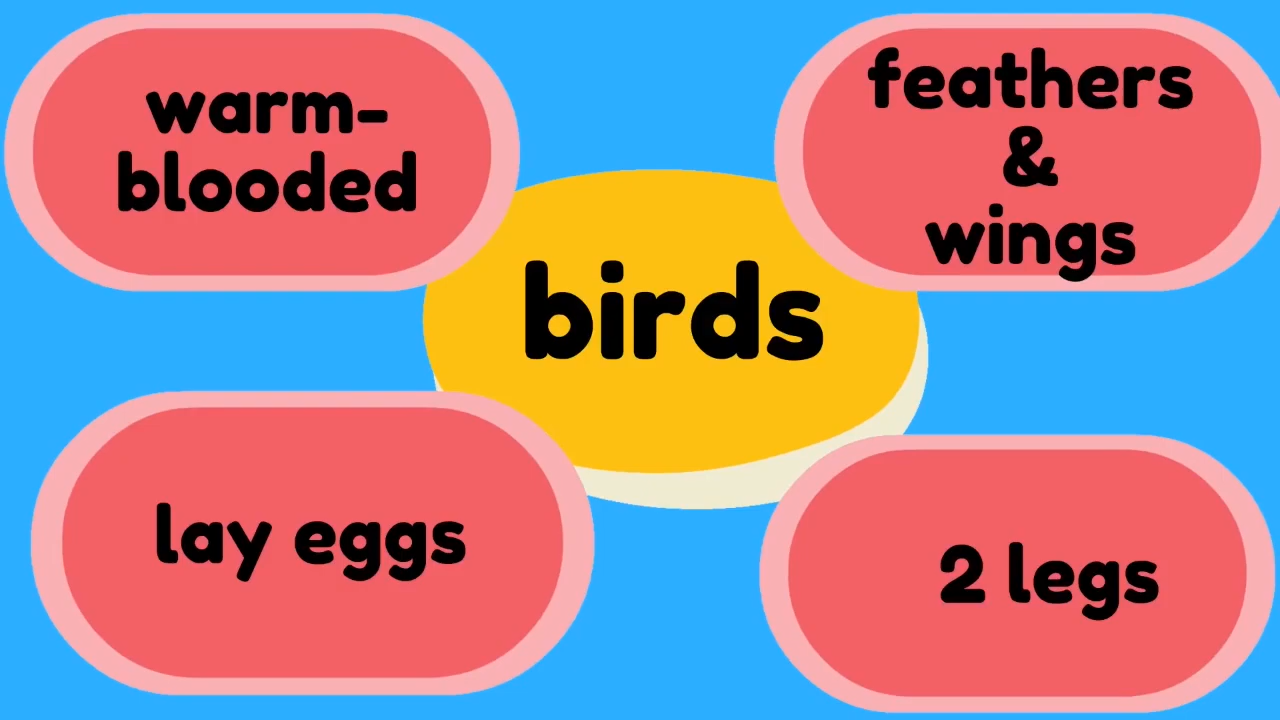 warm-
blooded
feathers
&
wings
birds
lay eggs
2 legs